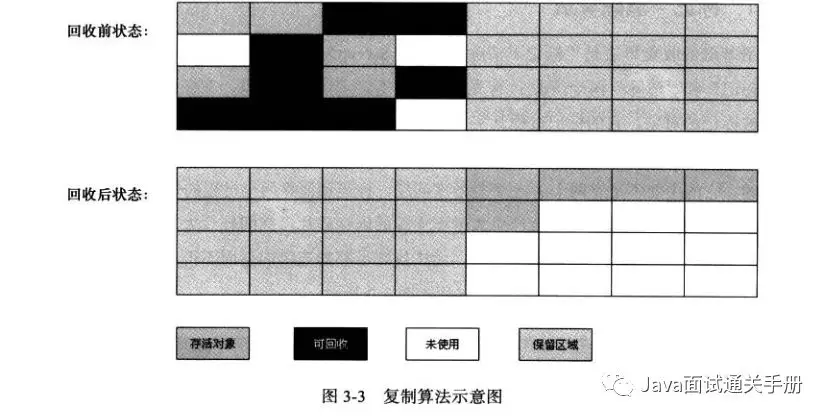 回收前状态：
回收后状态：
存活对象
可回收
未使用
保留区域
图 3-3 复制算法示意图
Java面试通关手册